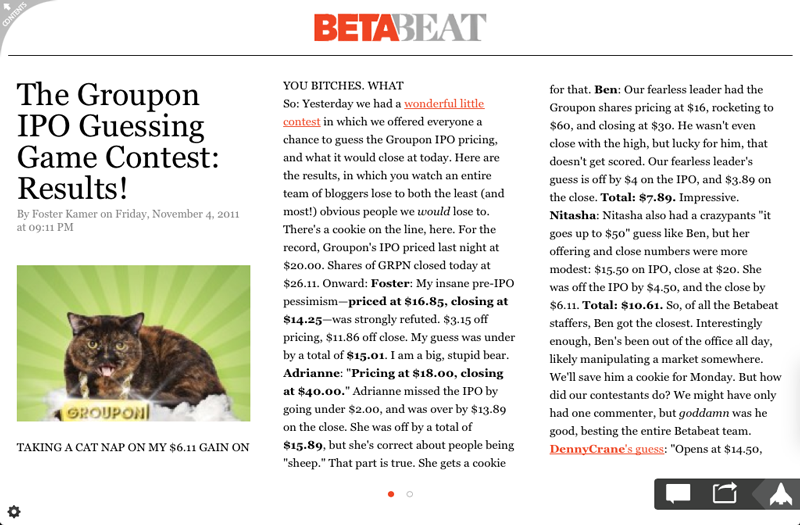 CONTENTS
BETABEAT
The Groupon
IPO Guessing
Game Contest:
Results!
By Foster Kamer on Friday, November 4, 2011
at 09:11 PM
GROUPON
TAKING A CAT NAP ON MY $6.11 GAIN ON
YOU BITCHES. WHAT
So: Yesterday we had a wonderful little
contest in which we offered everyone a
chance to guess the Groupon IPO pricing,
and what it would close at today. Here are
the results, in which you watch an entire
team of bloggers lose to both the least (and
most!) obvious people we would lose to.
There's a cookie on the line, here. For the
record, Groupon's IPO priced last night at
$20.00. Shares of GRPN closed today at
$26.11. Onward: Foster: My insane pre-IPO
pessimism—priced at $16.85, closing at
$14.25—was strongly refuted. $3.15 off
pricing, $11.86 off close. My guess was under
by a total of $15.01. I am a big, stupid bear.
Adrianne: "Pricing at $18.00, closing
at $40.00." Adrianne missed the IPO by
going under $2.00, and was over by $13.89
on the close. She was off by a total of
$15.89, but she's correct about people being
"sheep." That part is true. She gets a cookie
for that. Ben: Our fearless leader had the
Groupon shares pricing at $16, rocketing to
$60, and closing at $30. He wasn't even
close with the high, but lucky for him, that
doesn't get scored. Our fearless leader's
guess is off by $4 on the IPO, and $3.89 on
the close. Total: $7.89. Impressive.
Nitasha: Nitasha also had a crazypants "it
goes up to $50" guess like Ben, but her
offering and close numbers were more
modest: $15.50 on IPO, close at $20. She
was off the IPO by $4.50, and the close by
$6.11. Total: $10.61. So, of all the Betabeat
staffers, Ben got the closest. Interestingly
enough, Ben's been out of the office all day,
likely manipulating a market somewhere.
We'll save him a cookie for Monday. But how
did our contestants do? We might have only
had one commenter, but goddamn was he
good, besting the entire Betabeat team.
DennyCrane's guess: "Opens at $14.50,